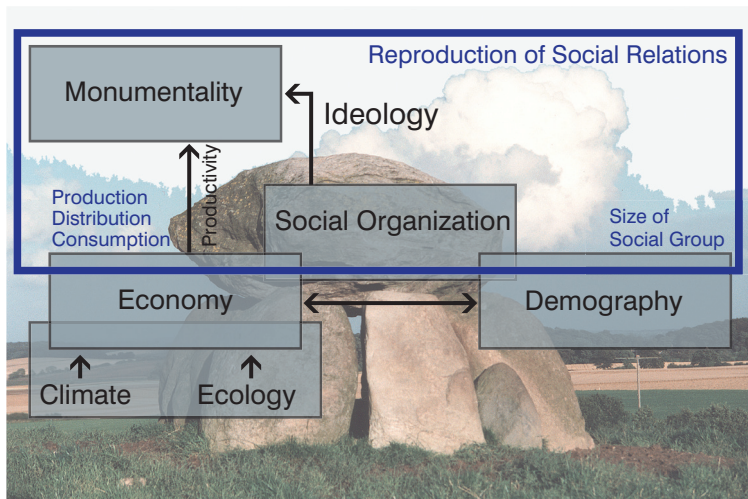 Reproduction of Social Relations
Monumentality
Ideology
Productivity
Production
Distribution
Consumption
Social Organization
Size of
Social Group
Economy
Demography
Climate
Ecology